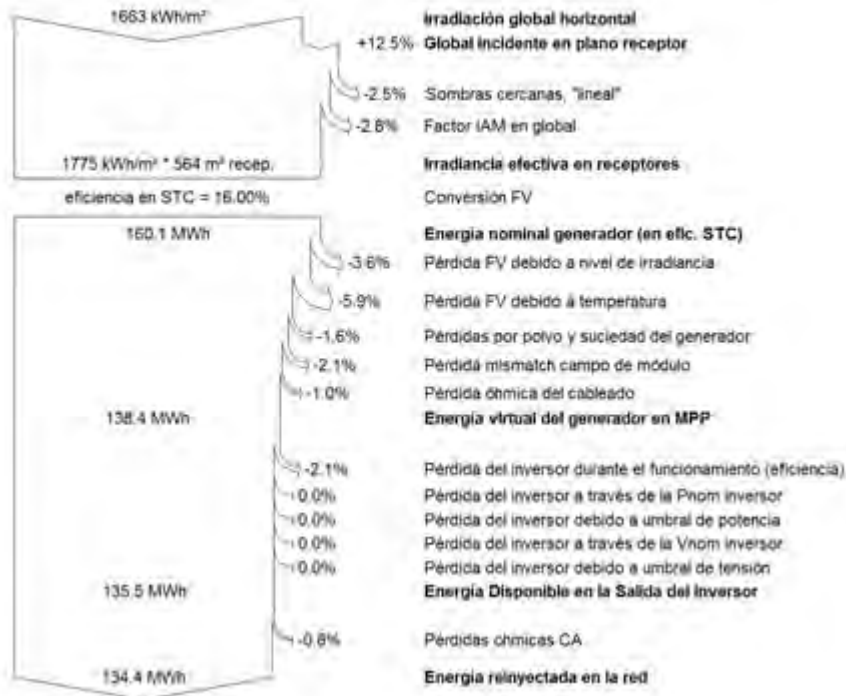 1663 kWh/m² Irradiación global horizontal
+12.5% Global incidente en plano receptor
-2.5% Sombras cercanas, "lineal"
-2.8% Factor IAM en global
1775 kWh/m² * 564 m² recep. Irradiancia efectiva en receptores
eficiencia en STC = 16.00% Conversión FV
160.1 MWh Energía nominal generador (en efic. STC)
-3.6% Pérdida FV debido a nivel de irradiancia
-5.9% Pérdida FV debido a temperatura
-1.6% Pérdidas por polvo y suciedad del generador
-2.1% Pérdida mismatch campo de módulo
-1.0% Pérdida óhmica del cableado
138.4 MWh Energía virtual del generador en MPP
-2.1% Pérdida del inversor durante el funcionamiento (eficiencia)
0.0% Pérdida del inversor a través de la Pnom inversor
0.0% Pérdida del inversor debido a umbral de potencia
0.0% Pérdida del inversor a través de la Vnom inversor
0.0% Pérdida del inversor debido a umbral de tensión
135.5 MWh Energía Disponible en la Salida del Inversor
-0.8% Pérdidas óhmicas CA
134.4 MWh Energía reinyectada en la red